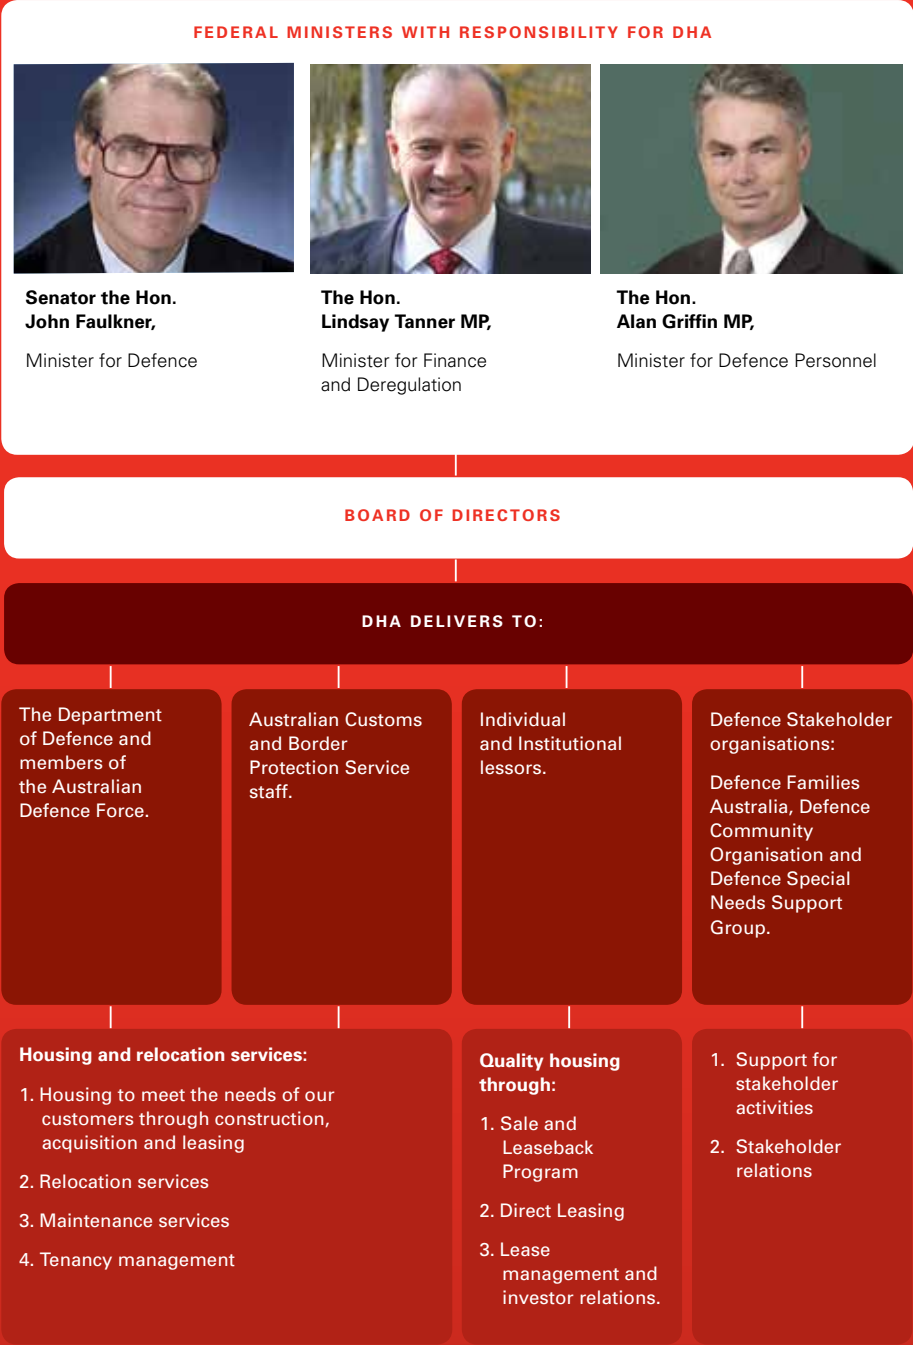 FEDERAL MINISTERS WITH RESPONSIBILITY FOR DHA
Senator the Hon.
John Faulkner,
Minister for Defence
The Hon.
Lindsay Tanner MP,
Minister for Finance
and Deregulation
The Hon.
Alan Griffin MP,
Minister for Defence Personnel
BOARD OF DIRECTORS
DHA DELIVERS TO:
The Department
of Defence and
members of
the Australian
Defence Force.
Australian Customs
and Border
Protection Service
staff.
Individual
and Institutional
lessors.
Defence Stakeholder
organisations:
Defence Families
Australia, Defence
Community
Organisation and
Defence Special
Needs Support
Group.
Housing and relocation services:
1. Housing to meet the needs of our
customers through construction,
acquisition and leasing
2. Relocation services
3. Maintenance services
4. Tenancy management
Quality housing
through:
1. Sale and
Leaseback
Program
2. Direct Leasing
3. Lease
management and
investor relations.
1. Support for
stakeholder
activities
2. Stakeholder
relations